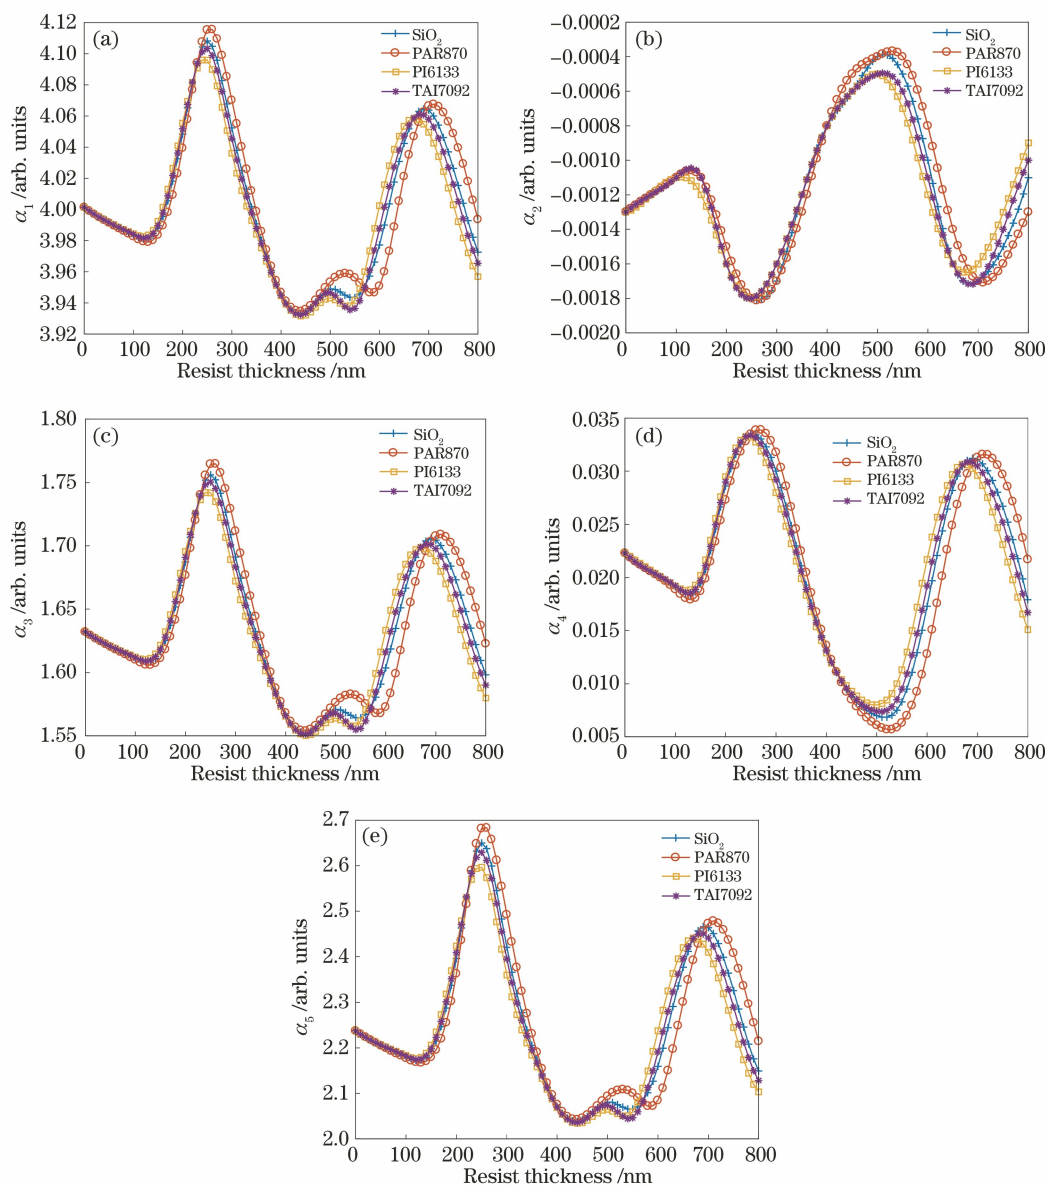 (a)
SiO₂
PAR870
PI6133
TAI7092
4.12
4.10
4.08
4.06
4.04
4.02
4.00
3.98
3.96
3.94
3.92
α₁ /arb. units
0 100 200 300 400 500 600 700 800
Resist thickness /nm
(b)
SiO₂
PAR870
PI6133
TAI7092
−0.0002
−0.0004
−0.0006
−0.0008
−0.0010
−0.0012
−0.0014
−0.0016
−0.0018
−0.0020
α₂ /arb. units
0 100 200 300 400 500 600 700 800
Resist thickness /nm
(c)
SiO₂
PAR870
PI6133
TAI7092
1.80
1.75
1.70
1.65
1.60
1.55
α₃ /arb. units
0 100 200 300 400 500 600 700 800
Resist thickness /nm
(d)
SiO₂
PAR870
PI6133
TAI7092
0.035
0.030
0.025
0.020
0.015
0.010
0.005
α₄ /arb. units
0 100 200 300 400 500 600 700 800
Resist thickness /nm
(e)
SiO₂
PAR870
PI6133
TAI7092
2.7
2.6
2.5
2.4
2.3
2.2
2.1
2.0
α₅ /arb. units
0 100 200 300 400 500 600 700 800
Resist thickness /nm